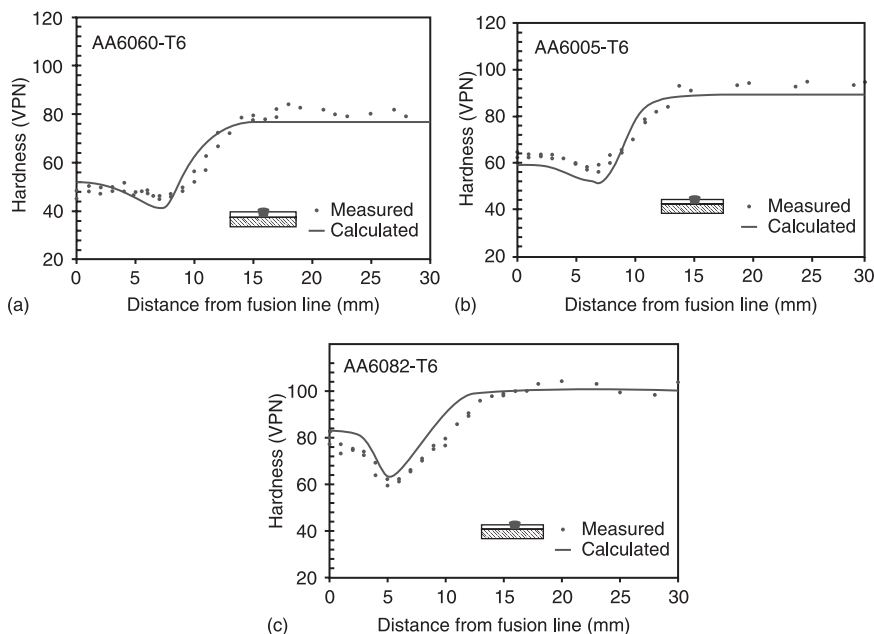 120
AA6060-T6
100
80
60
40
20
Hardness (VPN)
Measured
Calculated
0 5 10 15 20 25 30
(a) Distance from fusion line (mm)
120
AA6005-T6
100
80
60
40
20
Hardness (VPN)
Measured
Calculated
0 5 10 15 20 25 30
(b) Distance from fusion line (mm)
AA6082-T6
100
80
60
40
20
Hardness (VPN)
Measured
Calculated
0 5 10 15 20 25 30
(c) Distance from fusion line (mm)